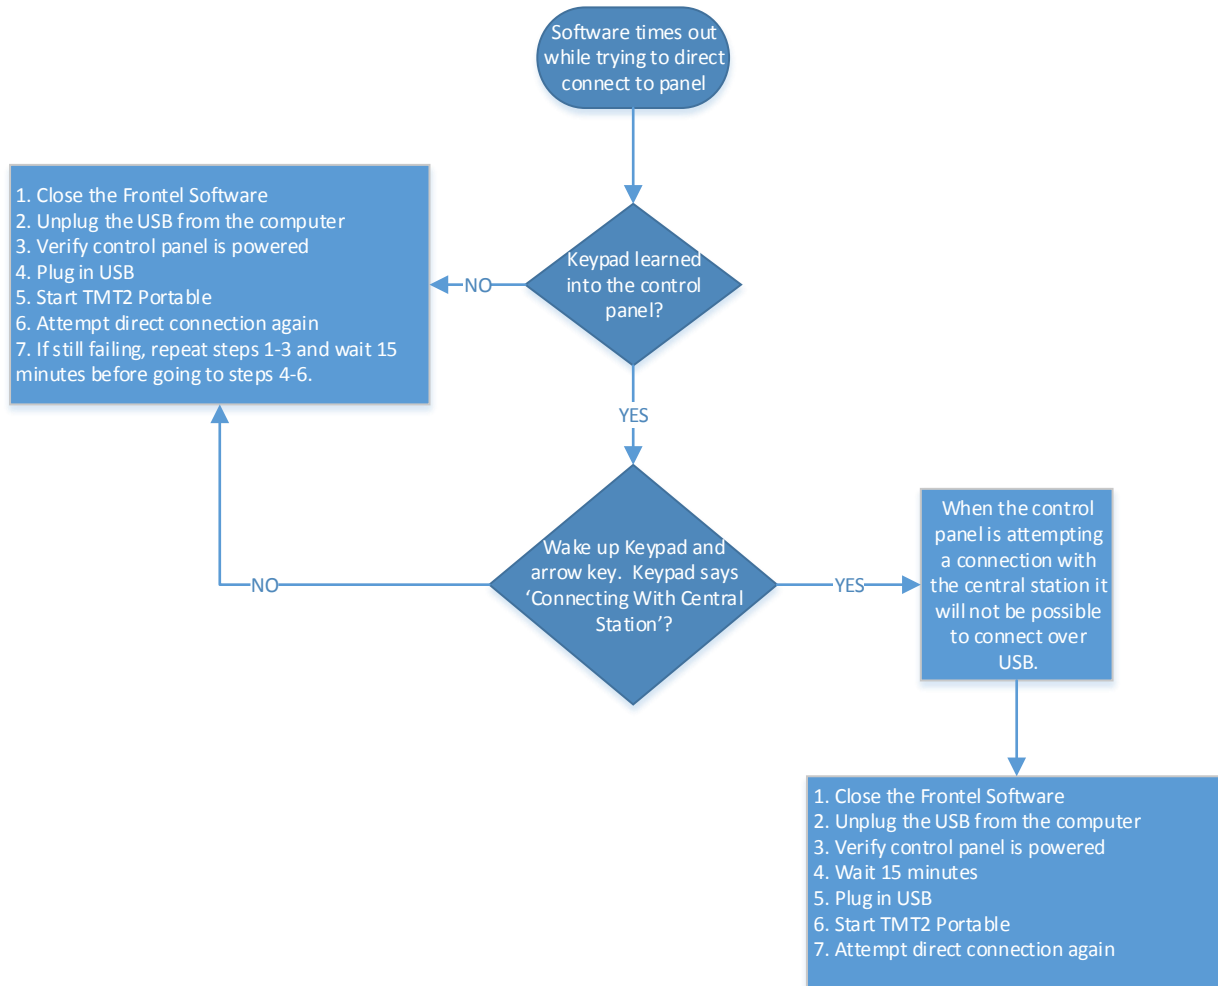 Software times out
while trying to direct
connect to panel
Keypad learned
into the control
panel?
NO
1. Close the Frontel Software
2. Unplug the USB from the computer
3. Verify control panel is powered
4. Plug in USB
5. Start TMT2 Portable
6. Attempt direct connection again
7. If still failing, repeat steps 1-3 and wait 15
minutes before going to steps 4-6.
YES
Wake up Keypad and
arrow key.  Keypad says
‘Connecting With Central
Station’?
NO
YES
When the control
panel is attempting
a connection with
the central station it
will not be possible
to connect over
USB.
1. Close the Frontel Software
2. Unplug the USB from the computer
3. Verify control panel is powered
4. Wait 15 minutes
5. Plug in USB
6. Start TMT2 Portable
7. Attempt direct connection again